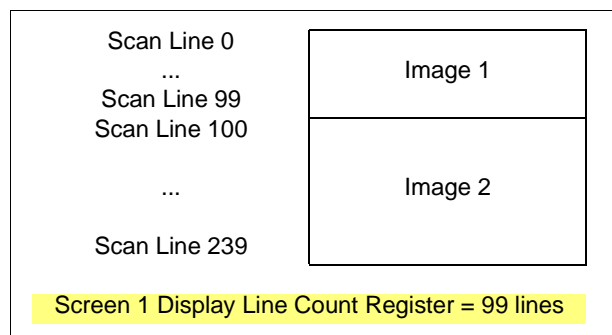 Scan Line 0
...
Image 1
Scan Line 99
Scan Line 100
...
Image 2
Scan Line 239
Screen 1 Display Line Count Register = 99 lines